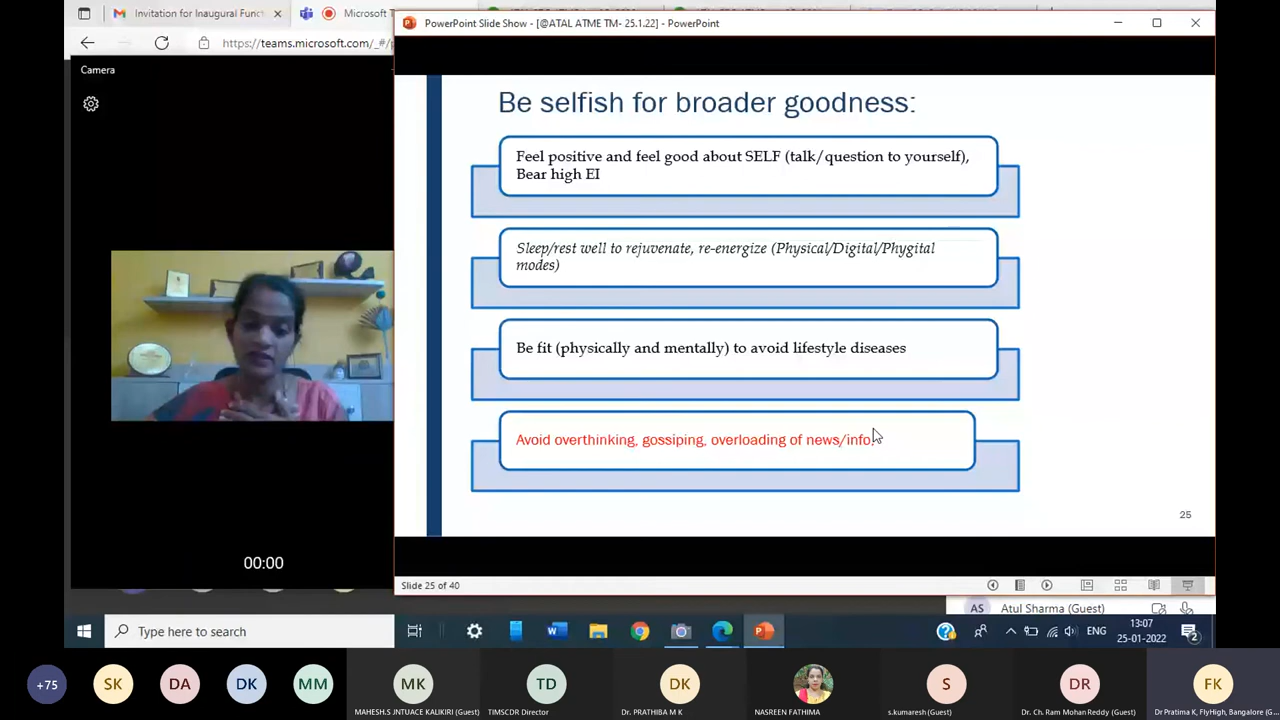 Invitation for Inaugural Func
Microsoft T
PowerPoint Slide Show - [@ATAL ATME TM- 25.1.22] - PowerPoint
https://teams.microsoft.com/_#/
Camera
Be selfish for broader goodness:
Feel positive and feel good about SELF (talk/question to yourself),
Bear high EI
Sleep/rest well to rejuvenate, re-energize (Physical/Digital/Phygital
modes)
Be fit (physically and mentally) to avoid lifestyle diseases
Avoid overthinking, gossiping, overloading of news/info.
25
00:00
Slide 25 of 40
AS
Atul Sharma (Guest)
Type here to search
ENG
13:07
25-01-2022
2
+75
SK
DA
DK
MM
MK
MAHESH.S JNTUACE KALIKIRI (Guest)
TD
TIMSCDR Director
DK
Dr. PRATHIBA M K
NASREEN FATHIMA
S
s.kumaresh (Guest)
DR
Dr. Ch. Ram Mohan Reddy (Guest)
FK
Dr Pratima K, FlyHigh, Bangalore (G...